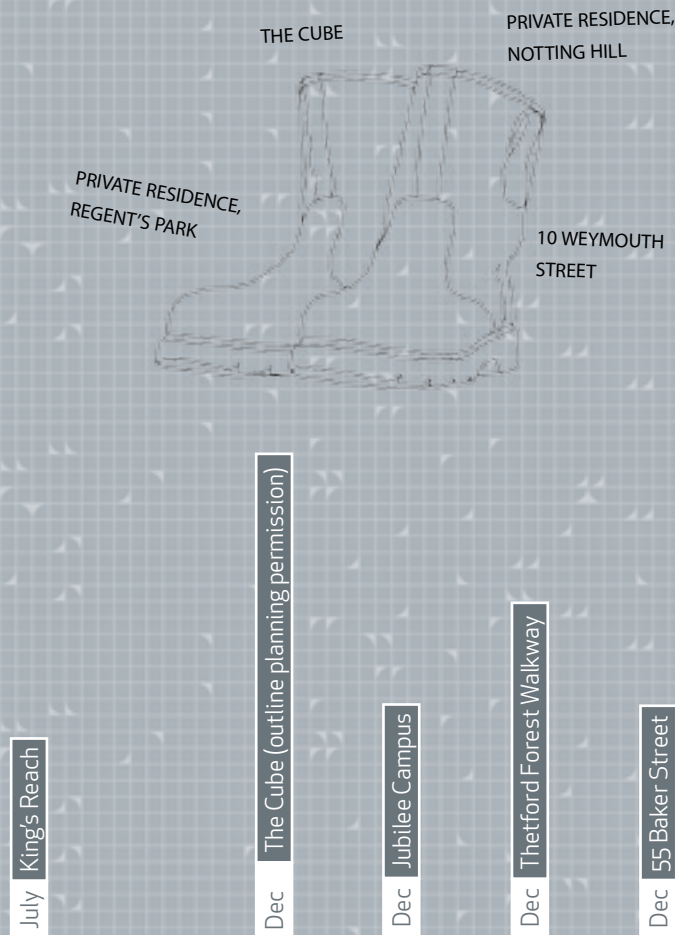 THE CUBE
PRIVATE RESIDENCE,
NOTTING HILL
PRIVATE RESIDENCE,
REGENT'S PARK
10 WEYMOUTH
STREET
July King's Reach
Dec The Cube (outline planning permission)
Dec Jubilee Campus
Dec Thetford Forest Walkway
Dec 55 Baker Street